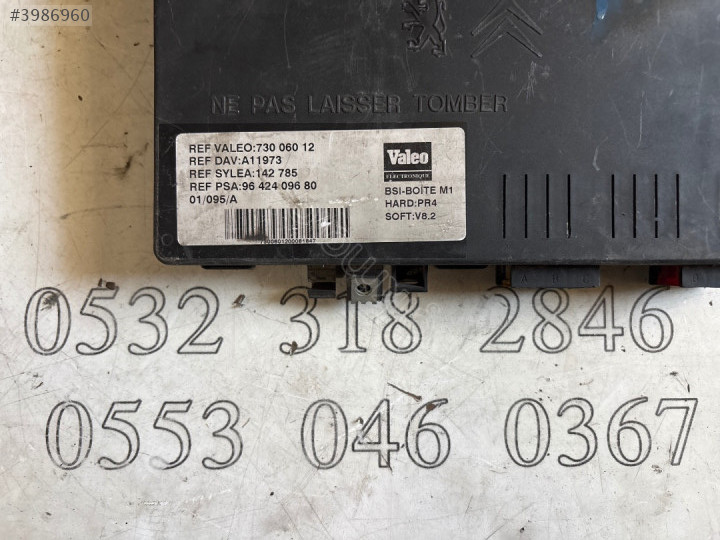 #3986960
NE PAS LAISSER TOMBER
REF VALEO:730 060 12
REF DAV:A11973
REF SYLEA:142 785
REF PSA:96 424 096 80
01/095/A
Valeo
ELECTRONIQUE
BSI-BOITE M1
HARD:PR4
SOFT:V8.2
A B C
0532 318 2846
0553 046 0367